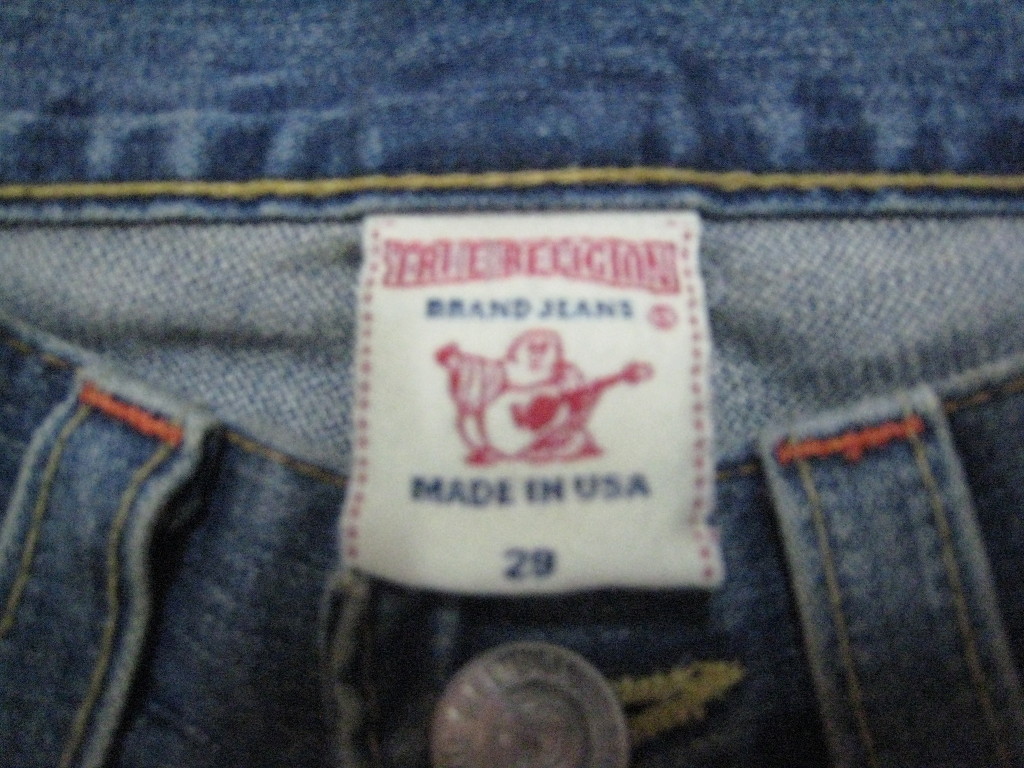 TRUE RELIGION
BRAND JEANS
MADE IN USA
29